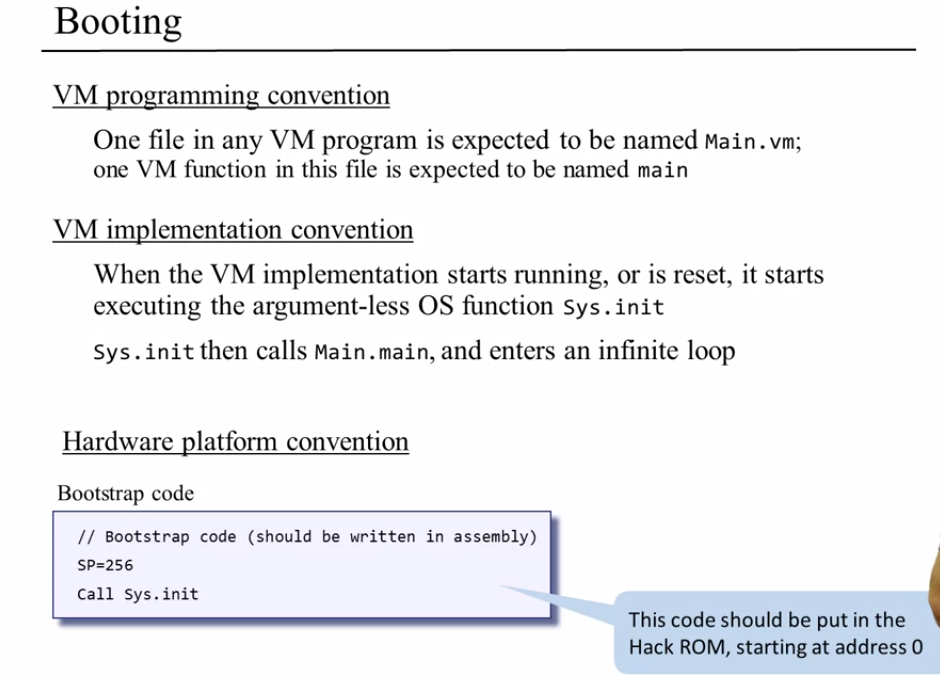 Booting
VM programming convention
One file in any VM program is expected to be named Main.vm;
one VM function in this file is expected to be named main
VM implementation convention
When the VM implementation starts running, or is reset, it starts
executing the argument-less OS function Sys.init
Sys.init then calls Main.main, and enters an infinite loop
Hardware platform convention
Bootstrap code
// Bootstrap code (should be written in assembly)
SP=256
Call Sys.init
This code should be put in the
Hack ROM, starting at address 0